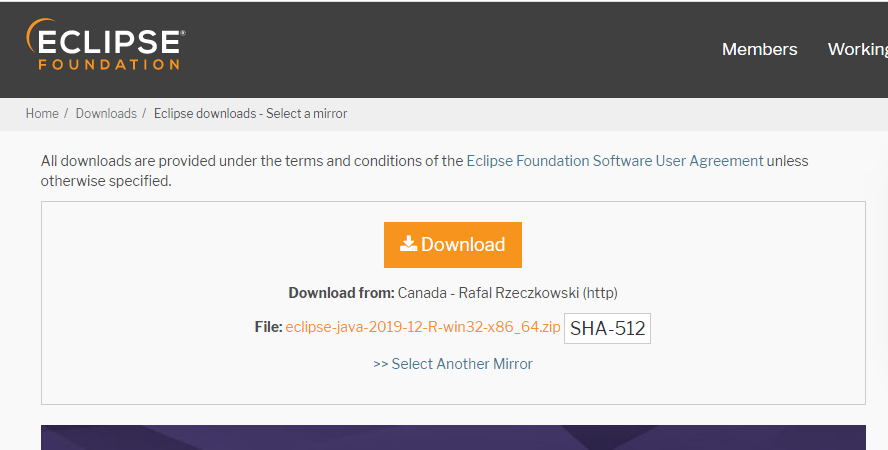 ECLIPSE®
FOUNDATION
Members Working
Home / Downloads / Eclipse downloads - Select a mirror
All downloads are provided under the terms and conditions of the Eclipse Foundation Software User Agreement unless
otherwise specified.
Download
Download from: Canada - Rafal Rzeczkowski (http)
File: eclipse-java-2019-12-R-win32-x86_64.zip SHA-512
>> Select Another Mirror